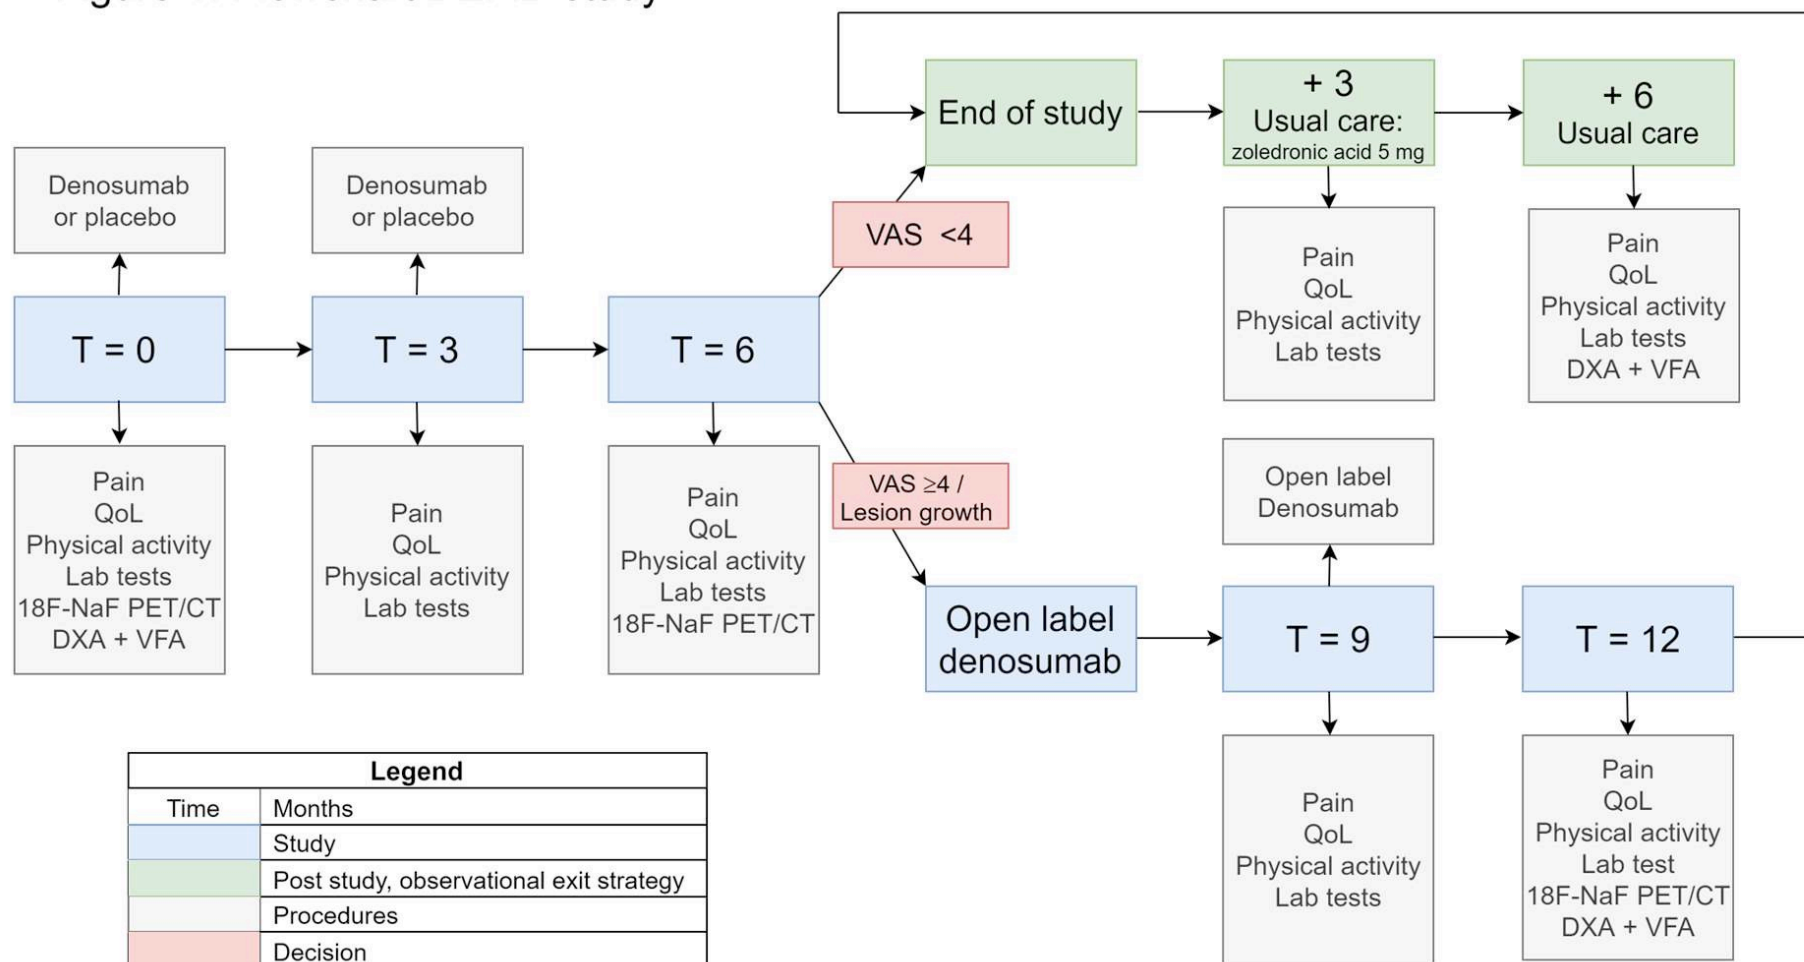 End of study
+ 3
Usual care:
zoledronic acid 5 mg
+ 6
Usual care
Denosumab
or placebo
Denosumab
or placebo
VAS <4
Pain
QoL
Physical activity
Lab tests
Pain
QoL
Physical activity
Lab tests
DXA + VFA
T = 0
T = 3
T = 6
Pain
QoL
Physical activity
Lab tests
18F-NaF PET/CT
DXA + VFA
Pain
QoL
Physical activity
Lab tests
Pain
QoL
Physical activity
Lab tests
18F-NaF PET/CT
VAS ≥4 /
Lesion growth
Open label
Denosumab
Open label
denosumab
T = 9
T = 12
Pain
QoL
Physical activity
Lab tests
Pain
QoL
Physical activity
Lab test
18F-NaF PET/CT
DXA + VFA
Legend
Time Months
Study
Post study, observational exit strategy
Procedures
Decision